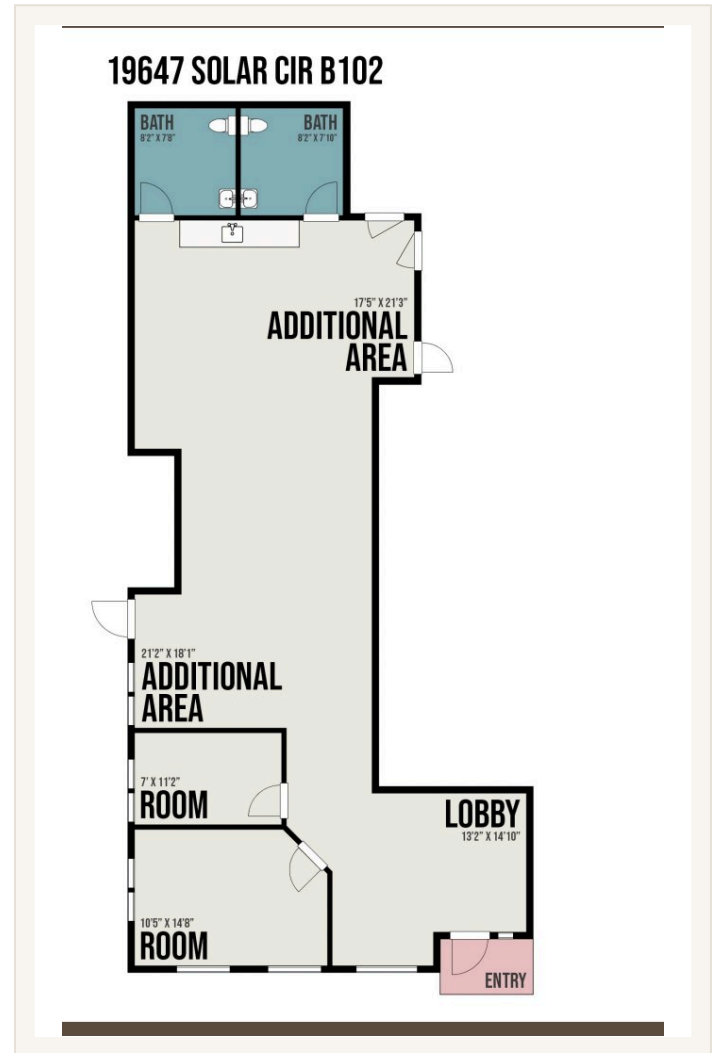 19647 SOLAR CIR B102
BATH
8'2" X 7'8"
BATH
8'2" X 7'10"
17'5" X 21'3"
ADDITIONAL
AREA
21'2" X 18'1"
ADDITIONAL
AREA
7' X 11'2"
ROOM
LOBBY
13'2" X 14'10"
10'5" X 14'8"
ROOM
ENTRY